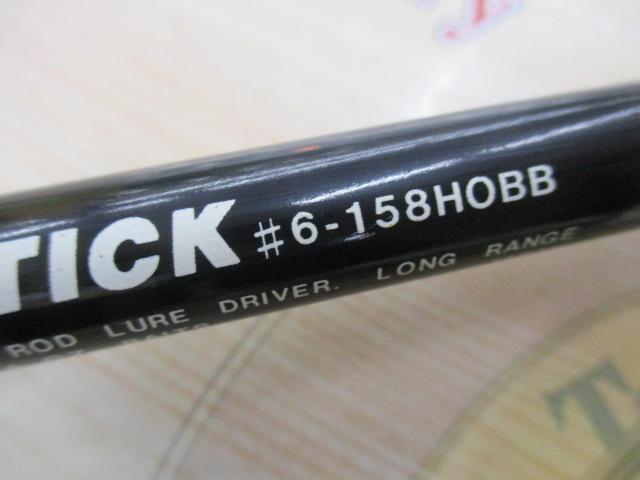 TICK #6-158HOBB
ROD LURE DRIVER. LONG RANGE